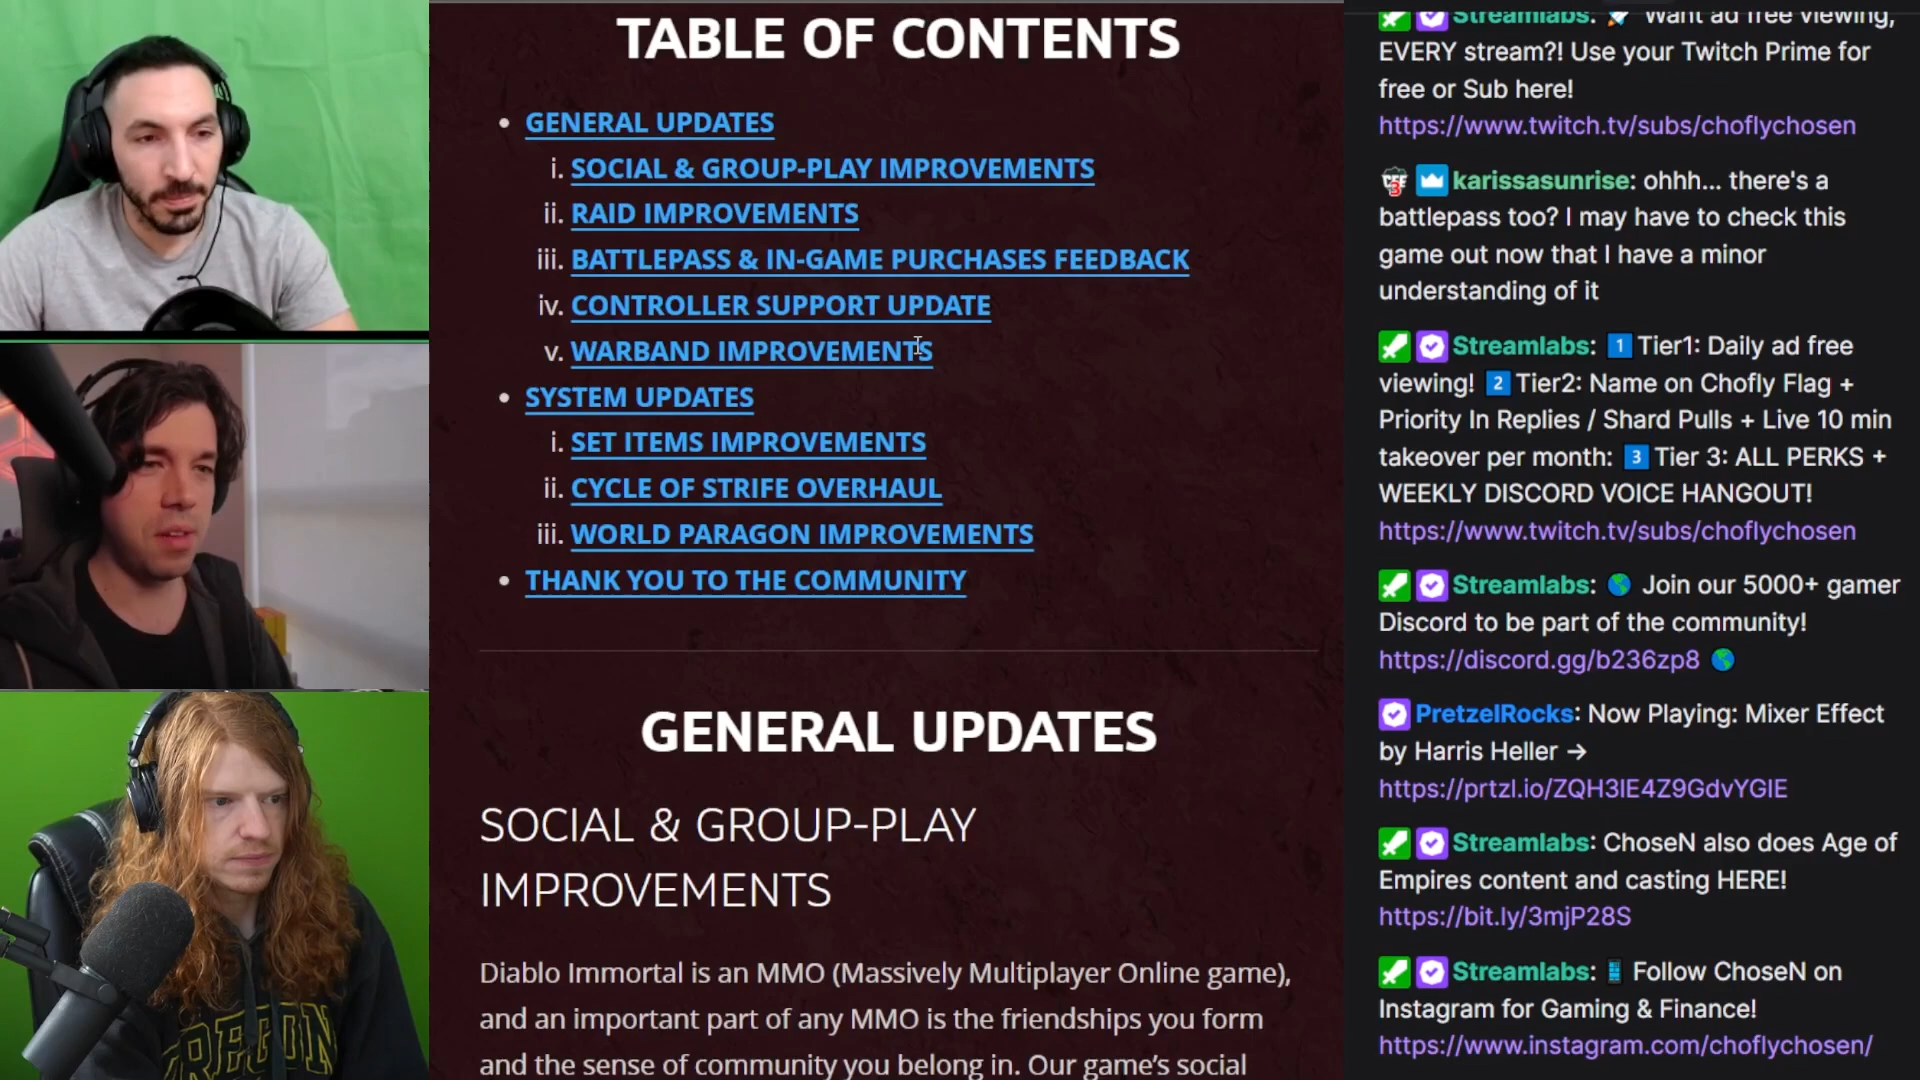 TABLE OF CONTENTS
• GENERAL UPDATES
i. SOCIAL & GROUP-PLAY IMPROVEMENTS
ii. RAID IMPROVEMENTS
iii. BATTLEPASS & IN-GAME PURCHASES FEEDBACK
iv. CONTROLLER SUPPORT UPDATE
v. WARBAND IMPROVEMENTS
• SYSTEM UPDATES
i. SET ITEMS IMPROVEMENTS
ii. CYCLE OF STRIFE OVERHAUL
iii. WORLD PARAGON IMPROVEMENTS
• THANK YOU TO THE COMMUNITY
GENERAL UPDATES
SOCIAL & GROUP-PLAY
IMPROVEMENTS
Diablo Immortal is an MMO (Massively Multiplayer Online game),
and an important part of any MMO is the friendships you form
and the sense of community you belong in. Our game's social
Streamlabs: 🚀 Want ad free viewing,
EVERY stream?! Use your Twitch Prime for
free or Sub here!
https://www.twitch.tv/subs/choflychosen
karissasunrise: ohhh... there's a
battlepass too? I may have to check this
game out now that I have a minor
understanding of it
Streamlabs: 1 Tier1: Daily ad free
viewing! 2 Tier2: Name on Chofly Flag +
Priority In Replies / Shard Pulls + Live 10 min
takeover per month: 3 Tier 3: ALL PERKS +
WEEKLY DISCORD VOICE HANGOUT!
https://www.twitch.tv/subs/choflychosen
Streamlabs: 🌎 Join our 5000+ gamer
Discord to be part of the community!
https://discord.gg/b236zp8 🌎
PretzelRocks: Now Playing: Mixer Effect
by Harris Heller →
https://prtzl.io/ZQH3lE4Z9GdvYGlE
Streamlabs: ChoseN also does Age of
Empires content and casting HERE!
https://bit.ly/3mjP28S
Streamlabs: 📱 Follow ChoseN on
Instagram for Gaming & Finance!
https://www.instagram.com/choflychosen/
OREGON